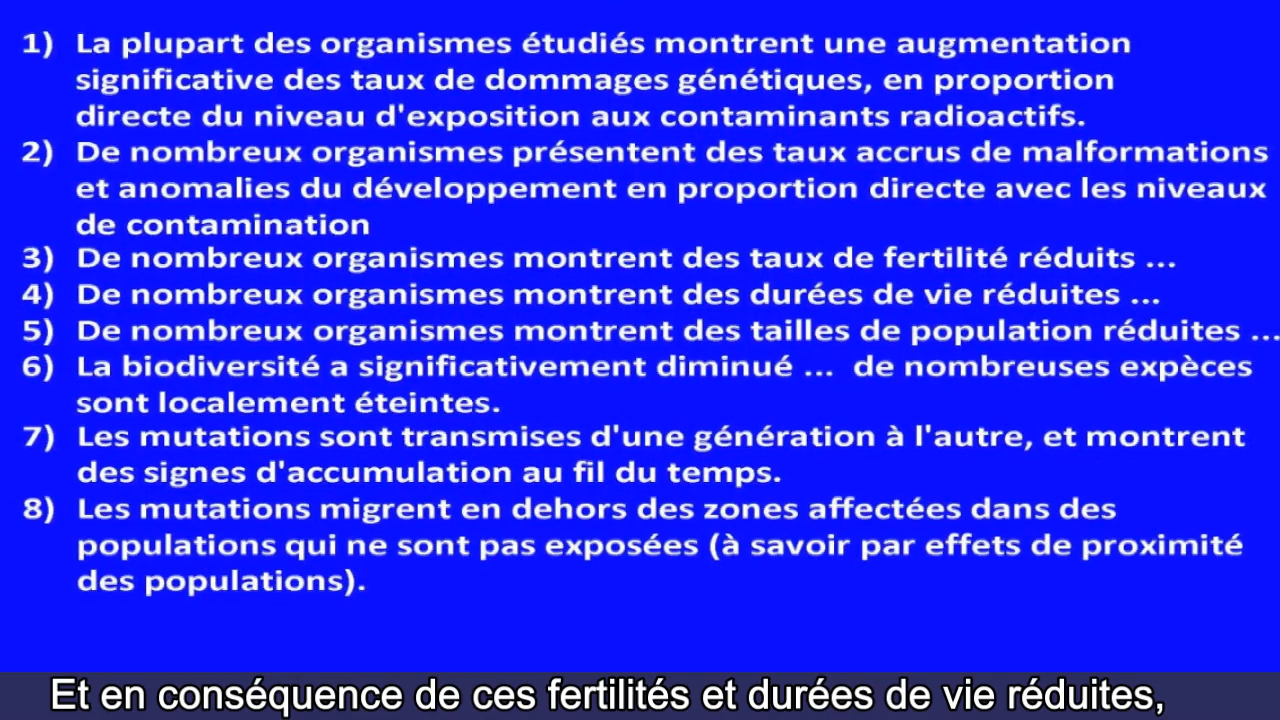 1) La plupart des organismes étudiés montrent une augmentation
significative des taux de dommages génétiques, en proportion
directe du niveau d'exposition aux contaminants radioactifs.
2) De nombreux organismes présentent des taux accrus de malformations
et anomalies du développement en proportion directe avec les niveaux
de contamination
3) De nombreux organismes montrent des taux de fertilité réduits ...
4) De nombreux organismes montrent des durées de vie réduites ...
5) De nombreux organismes montrent des tailles de population réduites ...
6) La biodiversité a significativement diminué ... de nombreuses expèces
sont localement éteintes.
7) Les mutations sont transmises d'une génération à l'autre, et montrent
des signes d'accumulation au fil du temps.
8) Les mutations migrent en dehors des zones affectées dans des
populations qui ne sont pas exposées (à savoir par effets de proximité
des populations).
Et en conséquence de ces fertilités et durées de vie réduites,